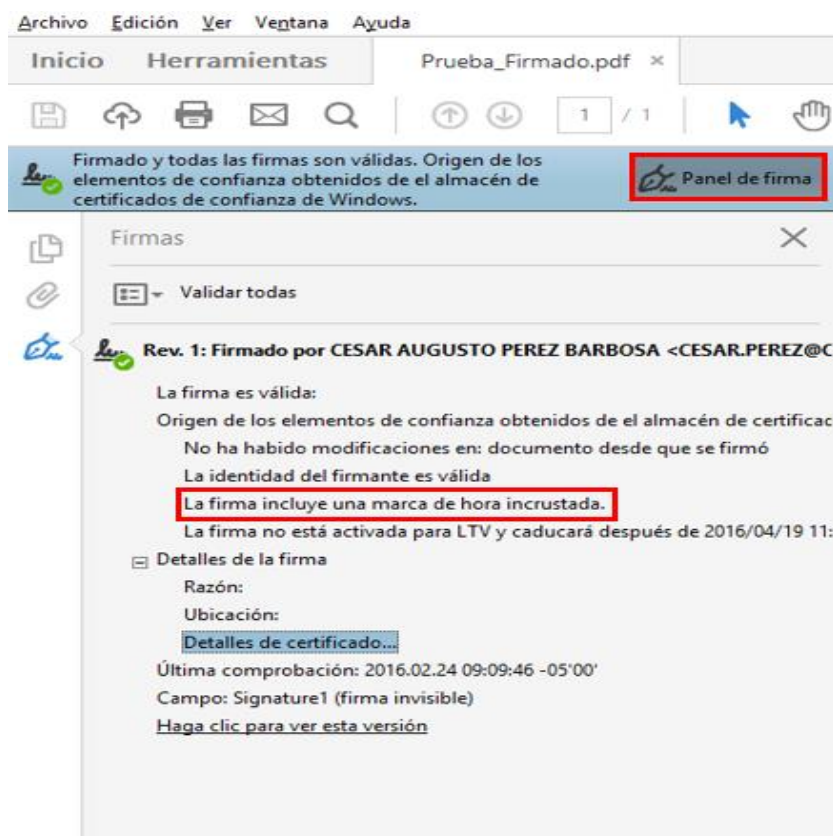 Archivo Edición Ver Ventana Ayuda
Inicio Herramientas Prueba_Firmado.pdf ×
1 / 1
Firmado y todas las firmas son válidas. Origen de los
elementos de confianza obtenidos de el almacén de
certificados de confianza de Windows.
Panel de firma
Firmas
Validar todas
Rev. 1: Firmado por CESAR AUGUSTO PEREZ BARBOSA <CESAR.PEREZ@C
La firma es válida:
Origen de los elementos de confianza obtenidos de el almacén de certificac
No ha habido modificaciones en: documento desde que se firmó
La identidad del firmante es válida
La firma incluye una marca de hora incrustada.
La firma no está activada para LTV y caducará después de 2016/04/19 11:
Detalles de la firma
Razón:
Ubicación:
Detalles de certificado...
Última comprobación: 2016.02.24 09:09:46 -05'00'
Campo: Signature1 (firma invisible)
Haga clic para ver esta versión